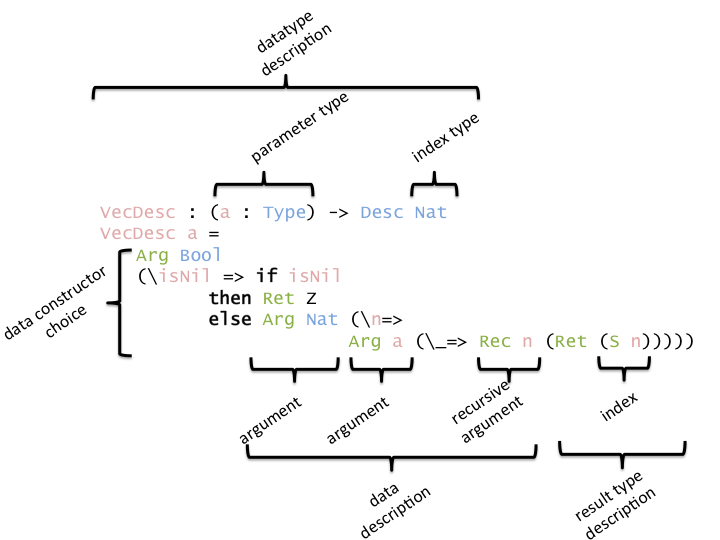 datatype
description
parameter type
index type
VecDesc : (a : Type) -> Desc Nat
VecDesc a =
Arg Bool
(\isNil => if isNil
then Ret Z
else Arg Nat (\n=>
Arg a (\_=> Rec n (Ret (S n)))))
data constructor
choice
argument
argument
recursive
argument
index
data
description
result type
description